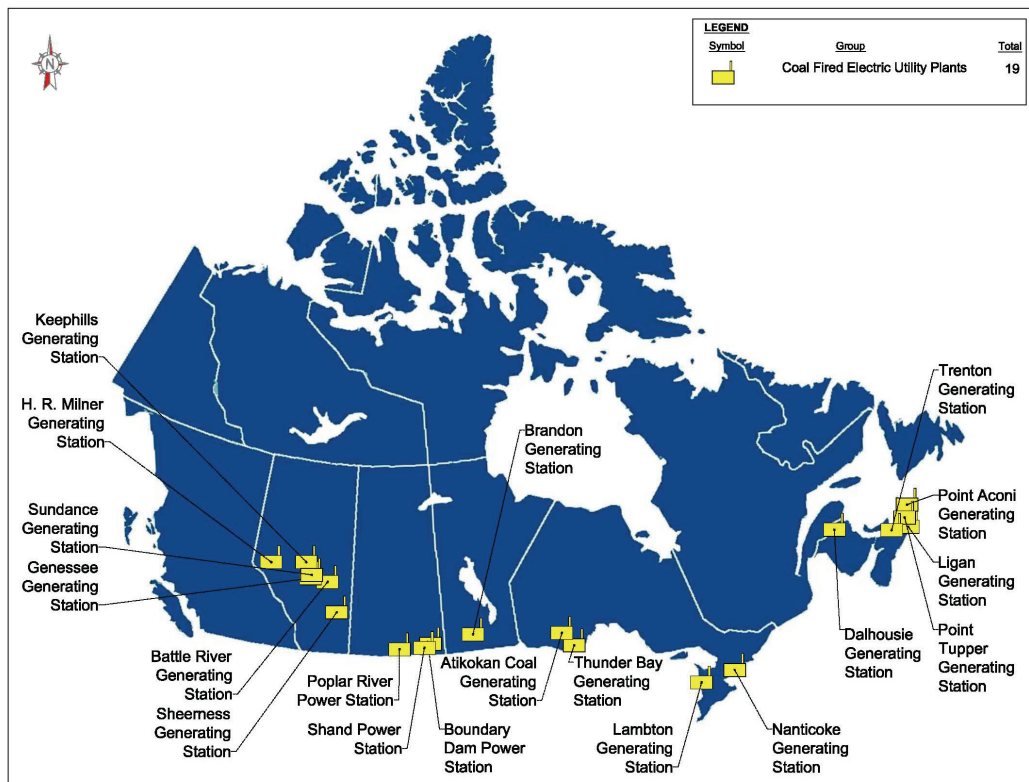 LEGEND
Symbol Group Total
Coal Fired Electric Utility Plants 19
N
Keephills
Generating
Station
H. R. Milner
Generating
Station
Sundance
Generating
Station
Genessee
Generating
Station
Battle River
Generating
Station
Sheerness
Generating
Station
Poplar River
Power Station
Shand Power
Station
Boundary
Dam Power
Station
Brandon
Generating
Station
Atikokan Coal
Generating
Station
Thunder Bay
Generating
Station
Lambton
Generating
Station
Nanticoke
Generating
Station
Dalhousie
Generating
Station
Trenton
Generating
Station
Point Aconi
Generating
Station
Ligan
Generating
Station
Point
Tupper
Generating
Station